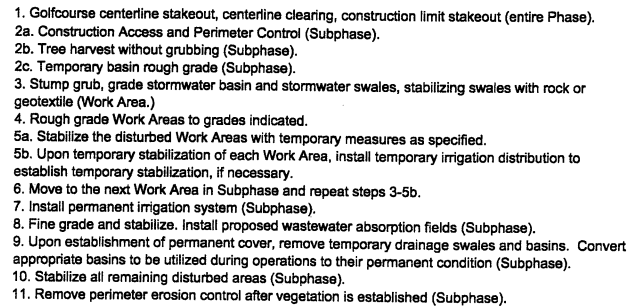 1. Golfcourse centerline stakeout, centerline clearing, construction limit stakeout (entire Phase).
2a. Construction Access and Perimeter Control (Subphase).
2b. Tree harvest without grubbing (Subphase).
2c. Temporary basin rough grade (Subphase).
3. Stump grub, grade stormwater basin and stormwater swales, stabilizing swales with rock or
geotextile (Work Area.)
4. Rough grade Work Areas to grades indicated.
5a. Stabilize the disturbed Work Areas with temporary measures as specified.
5b. Upon temporary stabilization of each Work Area, install temporary irrigation distribution to
establish temporary stabilization, if necessary.
6. Move to the next Work Area in Subphase and repeat steps 3-5b.
7. Install permanent irrigation system (Subphase).
8. Fine grade and stabilize. Install proposed wastewater absorption fields (Subphase).
9. Upon establishment of permanent cover, remove temporary drainage swales and basins. Convert
appropriate basins to be utilized during operations to their permanent condition (Subphase).
10. Stabilize all remaining disturbed areas (Subphase).
11. Remove perimeter erosion control after vegetation is established (Subphase).